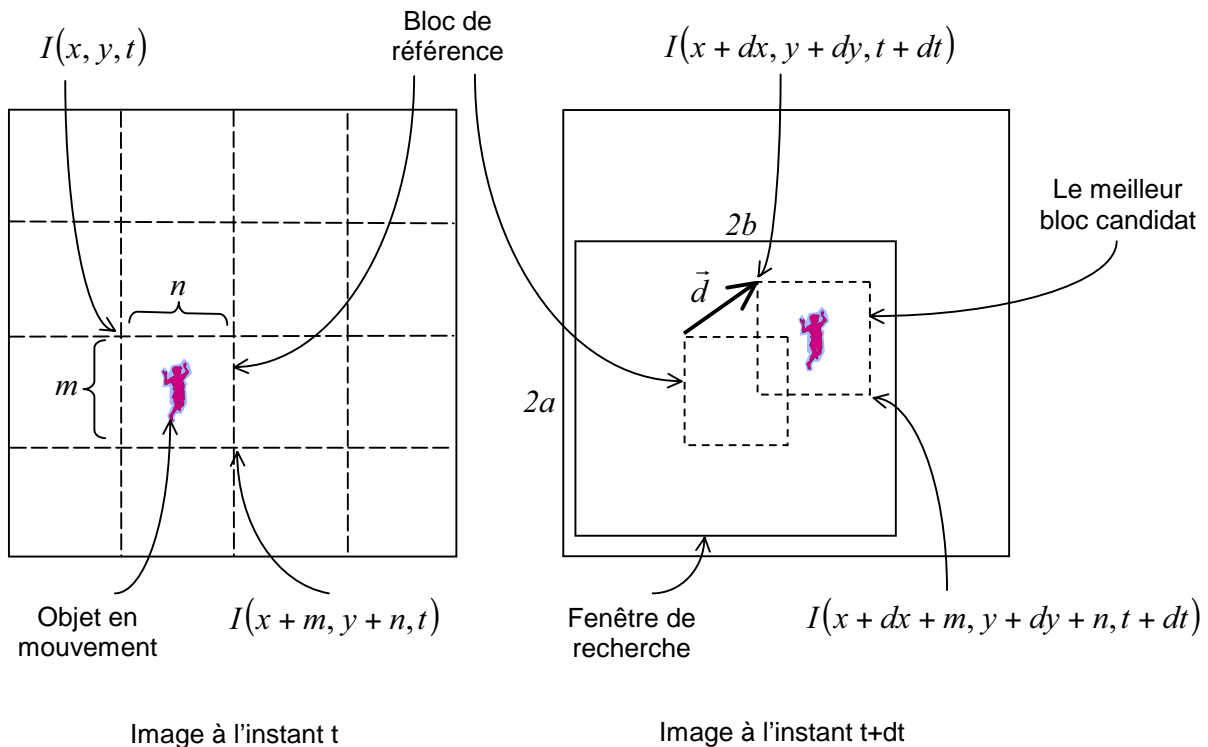 Bloc de
référence
I(x, y, t)
I(x + dx, y + dy, t + dt)
Le meilleur
bloc candidat
2b
n
d⃗
m
2a
Objet en
mouvement
I(x + m, y + n, t)
Fenêtre de
recherche
I(x + dx + m, y + dy + n, t + dt)
Image à l’instant t
Image à l’instant t+dt